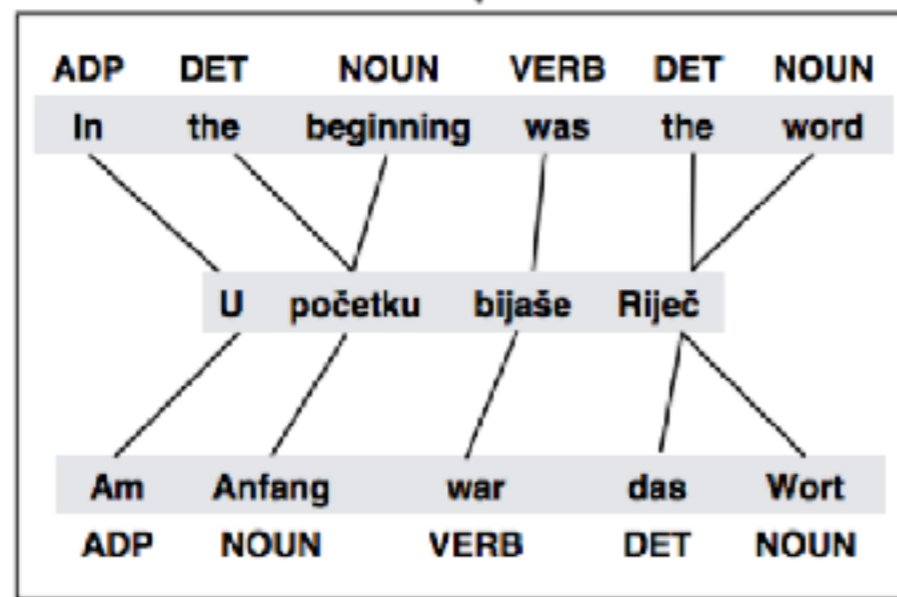 ADP DET NOUN VERB DET NOUN
In the beginning was the word
U početku bijaše Riječ
Am Anfang war das Wort
ADP NOUN VERB DET NOUN